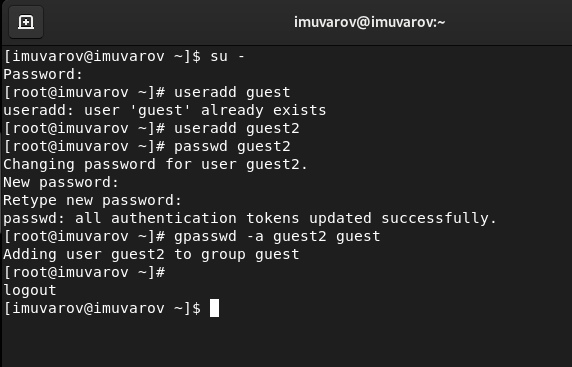 imuvarov@imuvarov:~
[imuvarov@imuvarov ~]$ su -
Password:
[root@imuvarov ~]# useradd guest
useradd: user 'guest' already exists
[root@imuvarov ~]# useradd guest2
[root@imuvarov ~]# passwd guest2
Changing password for user guest2.
New password:
Retype new password:
passwd: all authentication tokens updated successfully.
[root@imuvarov ~]# gpasswd -a guest2 guest
Adding user guest2 to group guest
[root@imuvarov ~]#
logout
[imuvarov@imuvarov ~]$